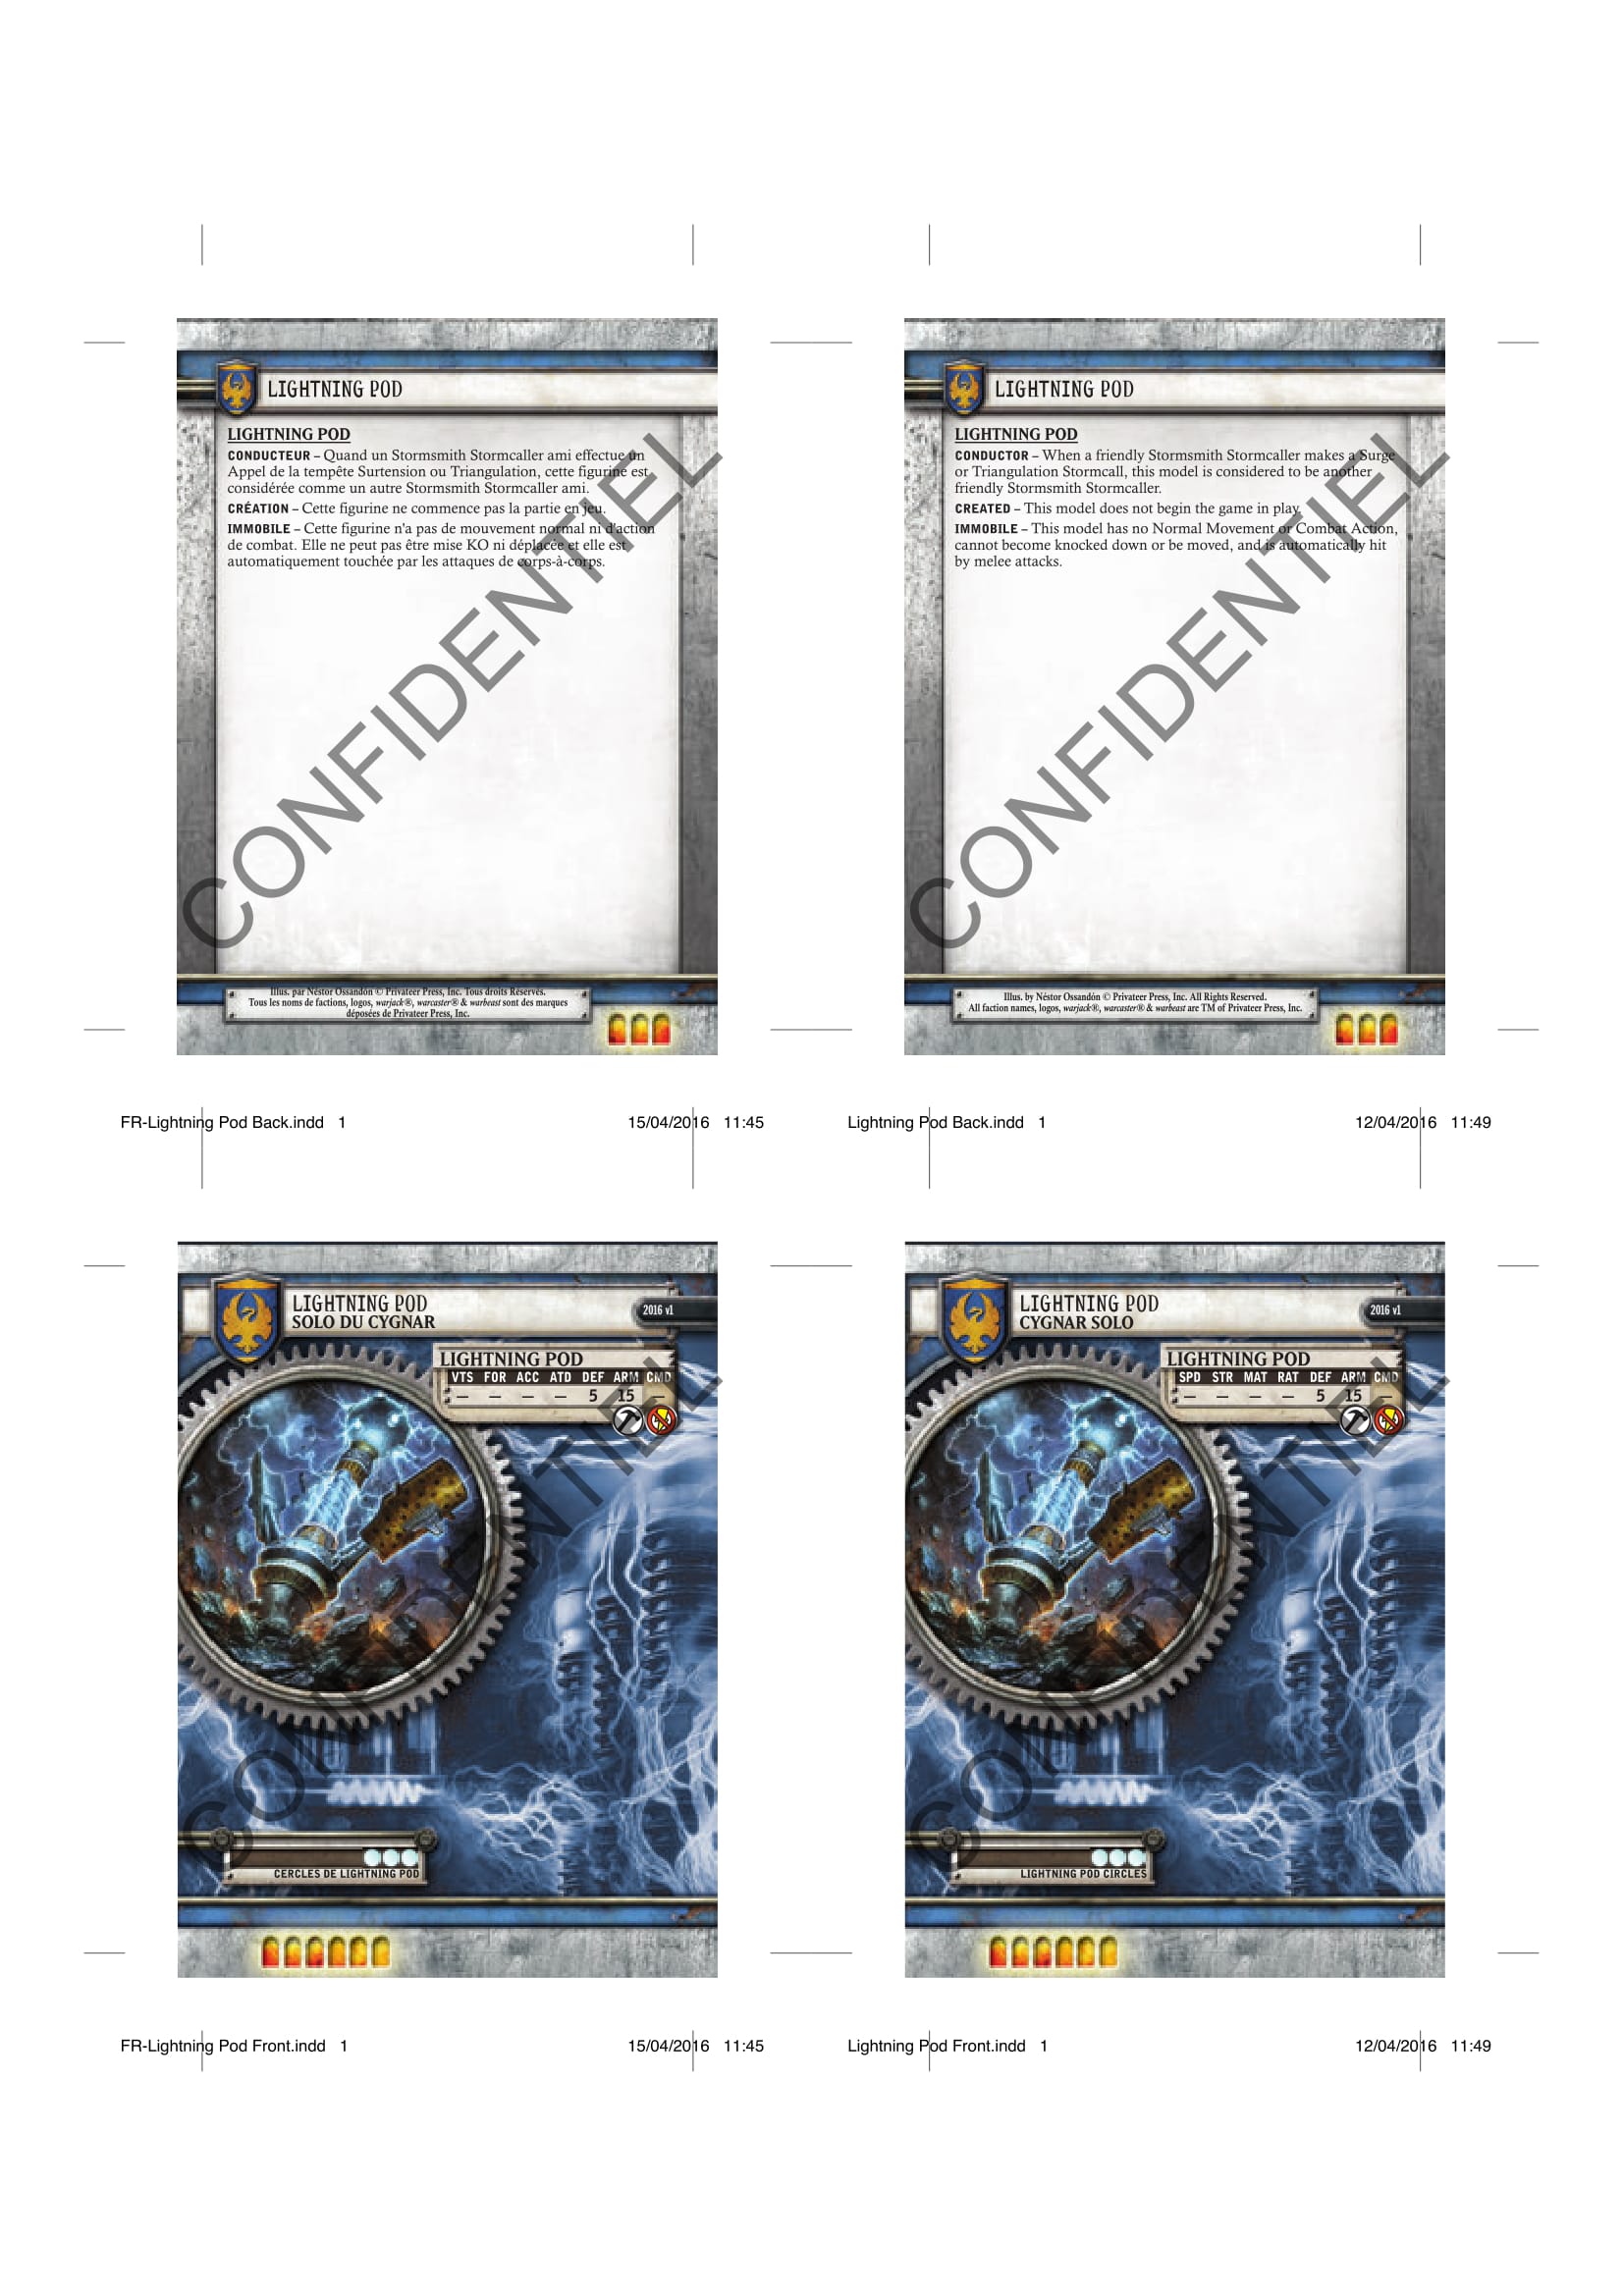 LIGHTNING POD
LIGHTNING POD
CONDUCTEUR – Quand un Stormsmith Stormcaller ami effectue un
Appel de la tempête Surtension ou Triangulation, cette figurine est
considérée comme un autre Stormsmith Stormcaller ami.
CRÉATION – Cette figurine ne commence pas la partie en jeu.
IMMOBILE – Cette figurine n'a pas de mouvement normal ni d'action
de combat. Elle ne peut pas être mise KO ni déplacée et elle est
automatiquement touchée par les attaques de corps-à-corps.
CONFIDENTIEL
Illus. par Néstor Ossandón © Privateer Press, Inc. Tous droits Reservés.
Tous les noms de factions, logos, warjack®, warcaster® & warbeast sont des marques
déposées de Privateer Press, Inc.
FR-Lightning Pod Back.indd 1 15/04/2016 11:45
LIGHTNING POD
LIGHTNING POD
CONDUCTOR – When a friendly Stormsmith Stormcaller makes a Surge
or Triangulation Stormcall, this model is considered to be another
friendly Stormsmith Stormcaller.
CREATED – This model does not begin the game in play.
IMMOBILE – This model has no Normal Movement or Combat Action,
cannot become knocked down or be moved, and is automatically hit
by melee attacks.
CONFIDENTIEL
Illus. by Néstor Ossandón © Privateer Press, Inc. All Rights Reserved.
All faction names, logos, warjack®, warcaster® & warbeast are TM of Privateer Press, Inc.
Lightning Pod Back.indd 1 12/04/2016 11:49
LIGHTNING POD
SOLO DU CYGNAR
2016 v1
LIGHTNING POD
VTS FOR ACC ATD DEF ARM CMD
— — — — 5 15 —
CONFIDENTIEL
CERCLES DE LIGHTNING POD
FR-Lightning Pod Front.indd 1 15/04/2016 11:45
LIGHTNING POD
CYGNAR SOLO
2016 v1
LIGHTNING POD
SPD STR MAT RAT DEF ARM CMD
— — — — 5 15 —
CONFIDENTIEL
LIGHTNING POD CIRCLES
Lightning Pod Front.indd 1 12/04/2016 11:49